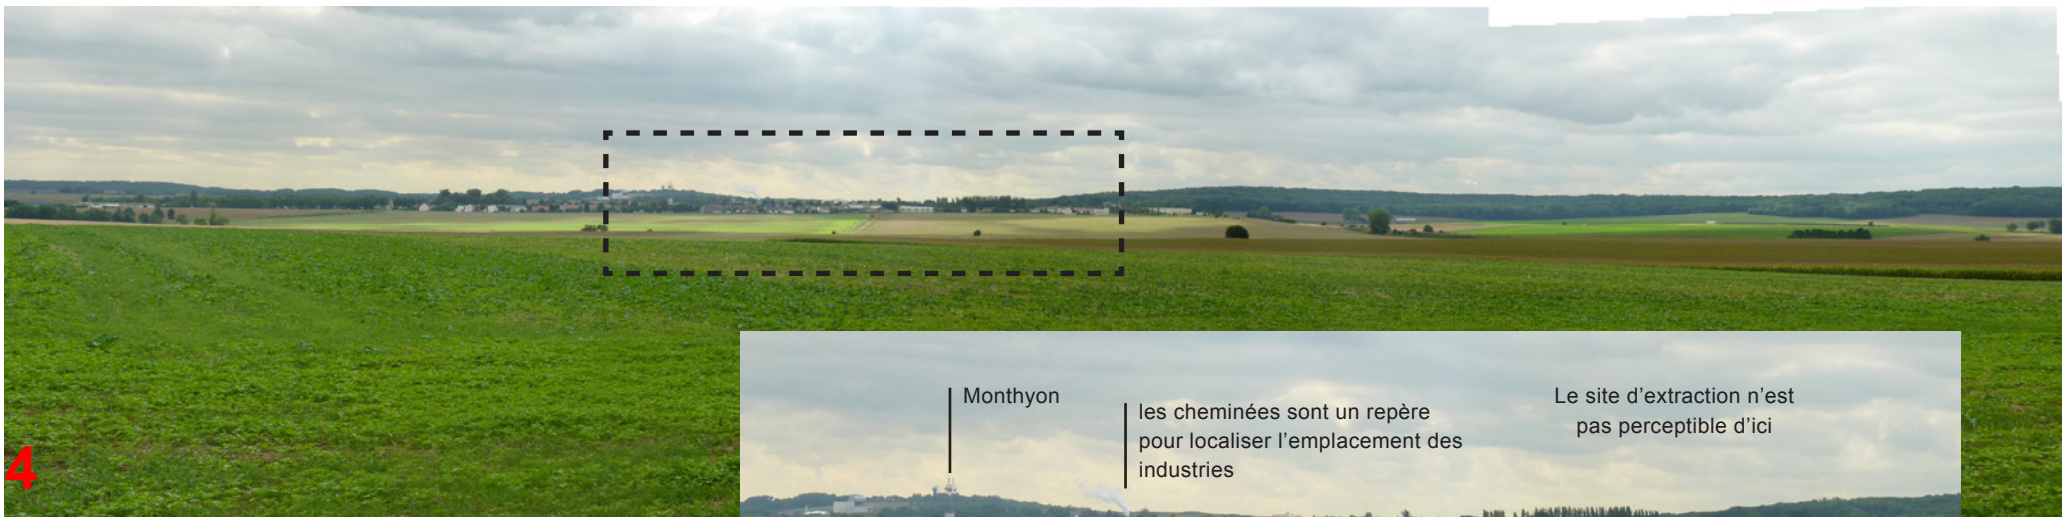 Monthyon
les cheminées sont un repère
pour localiser l’emplacement des
industries
Le site d’extraction n’est
pas perceptible d’ici
4